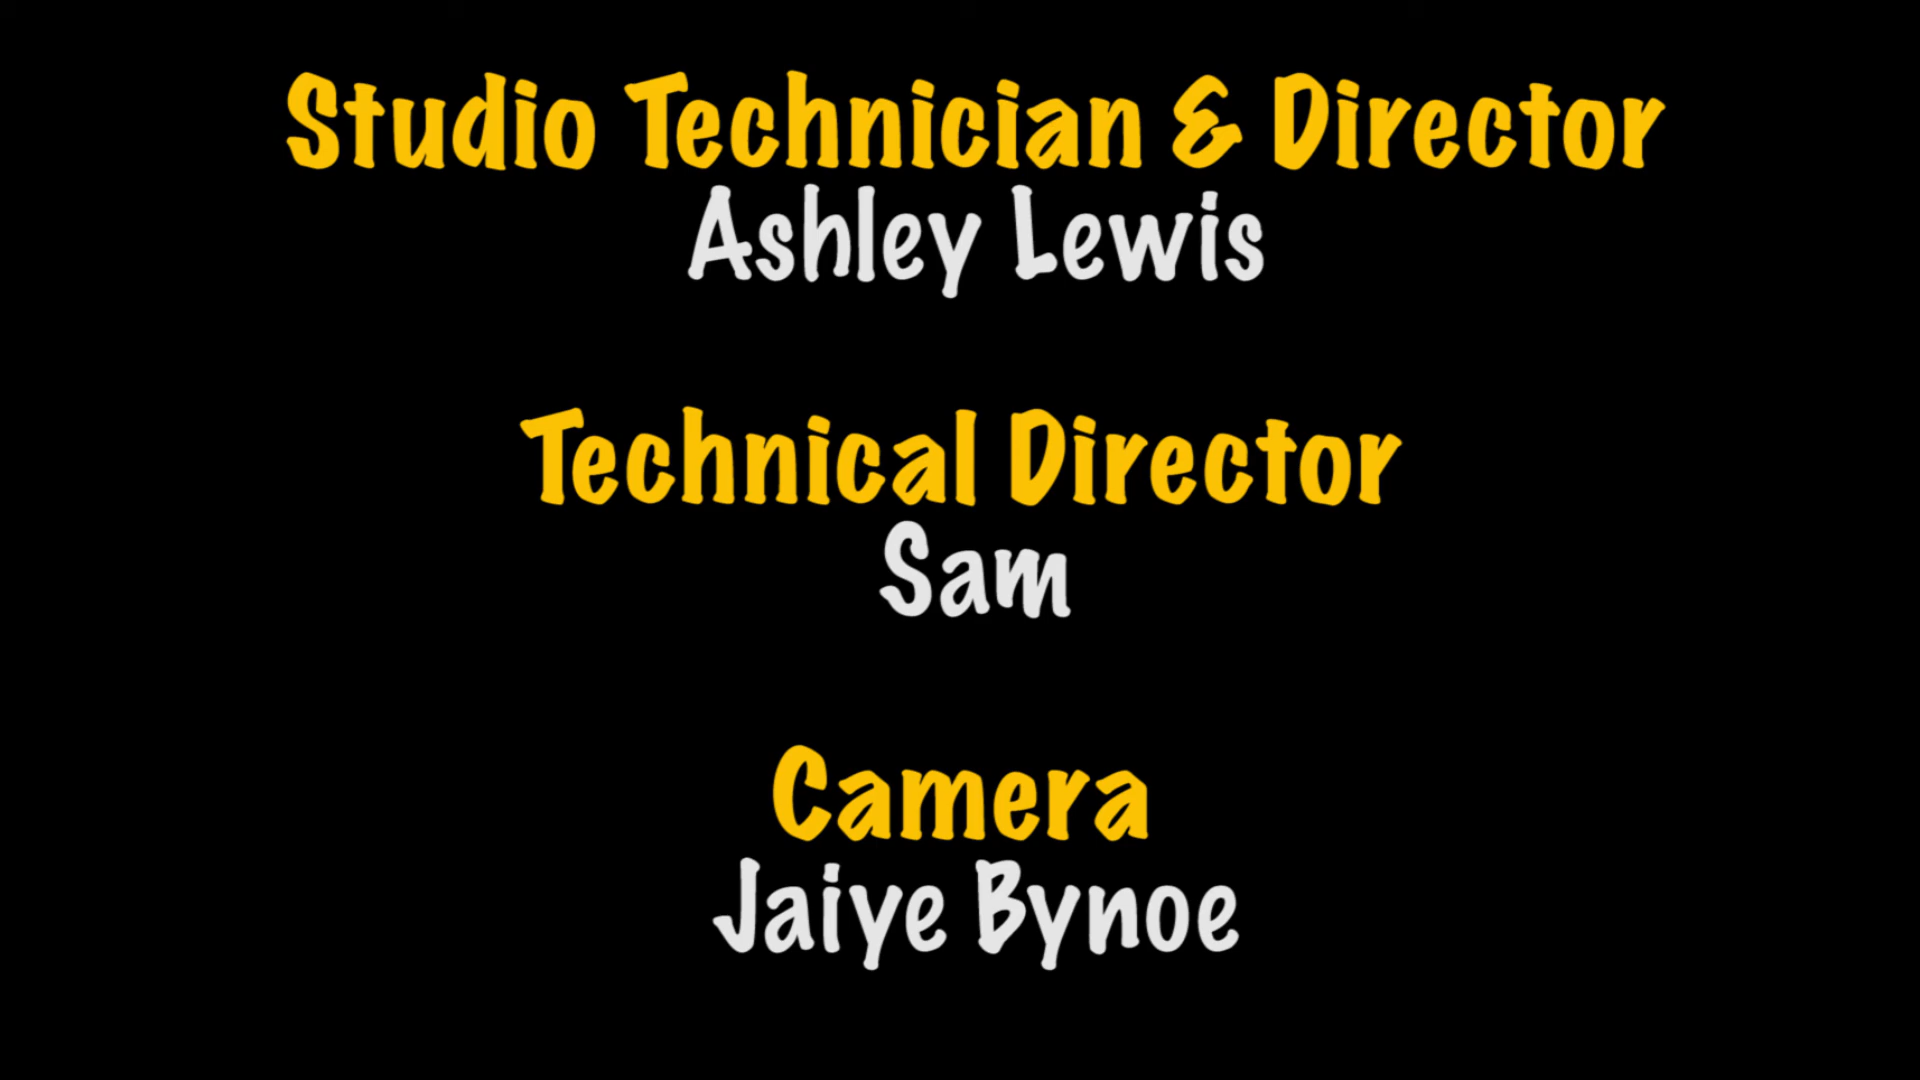 Studio Technician & Director
Ashley Lewis
Technical Director
Sam
Camera
Jaiye Bynoe